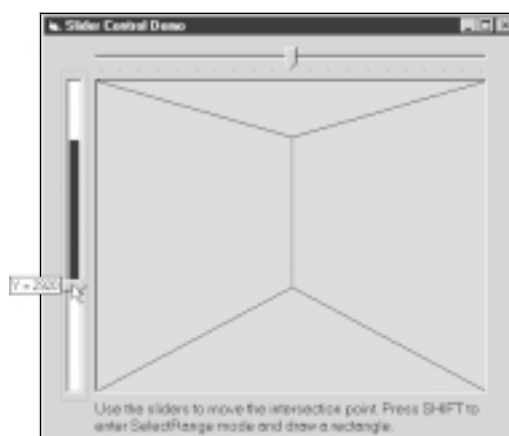 Slider Control Demo
Y = 2920
Use the sliders to move the intersection point. Press SHIFT to
enter SelectRange mode and draw a rectangle.